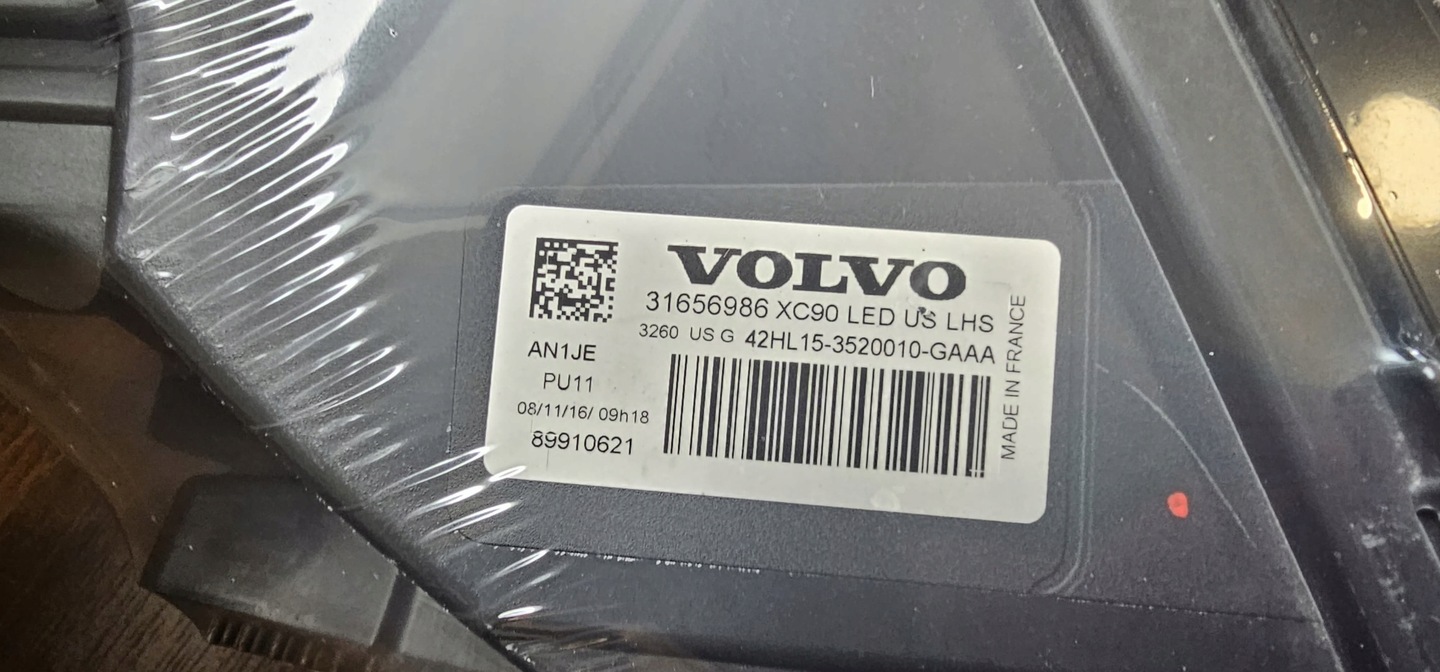 VOLVO
31656986 XC90 LED US LHS
3260 US G 42HL15-3520010-GAAA
AN1JE
PU11
08/11/16/ 09h18
89910621
MADE IN FRANCE